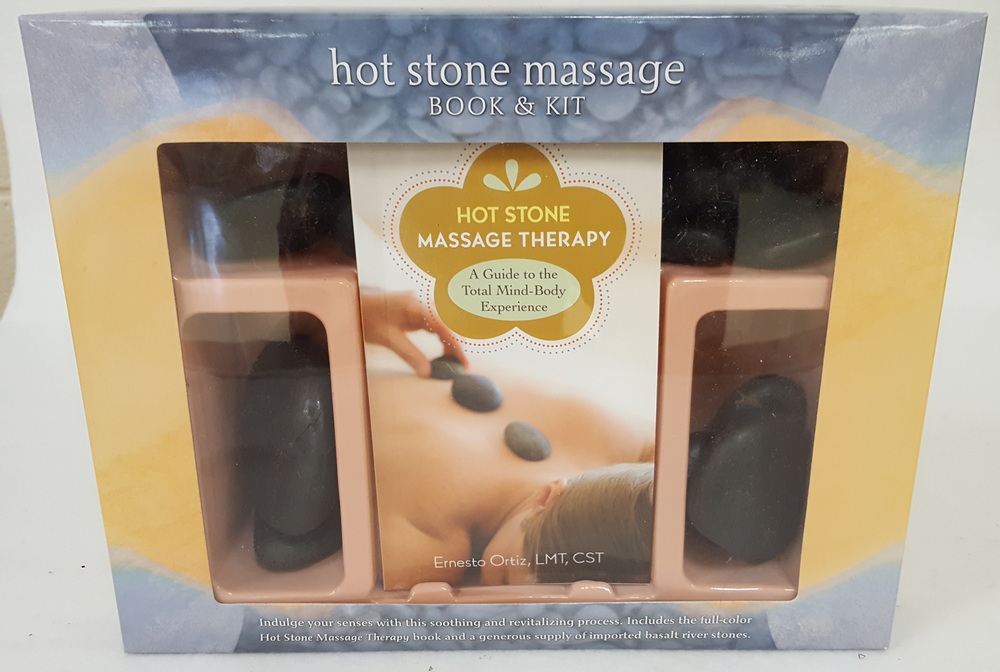 hot stone massage
BOOK & KIT
HOT STONE
MASSAGE THERAPY
A Guide to the
Total Mind-Body
Experience
Ernesto Ortiz, LMT, CST
Indulge your senses with this soothing and revitalizing process. Includes the full-color
Hot Stone Massage Therapy book and a generous supply of imported basalt river stones.